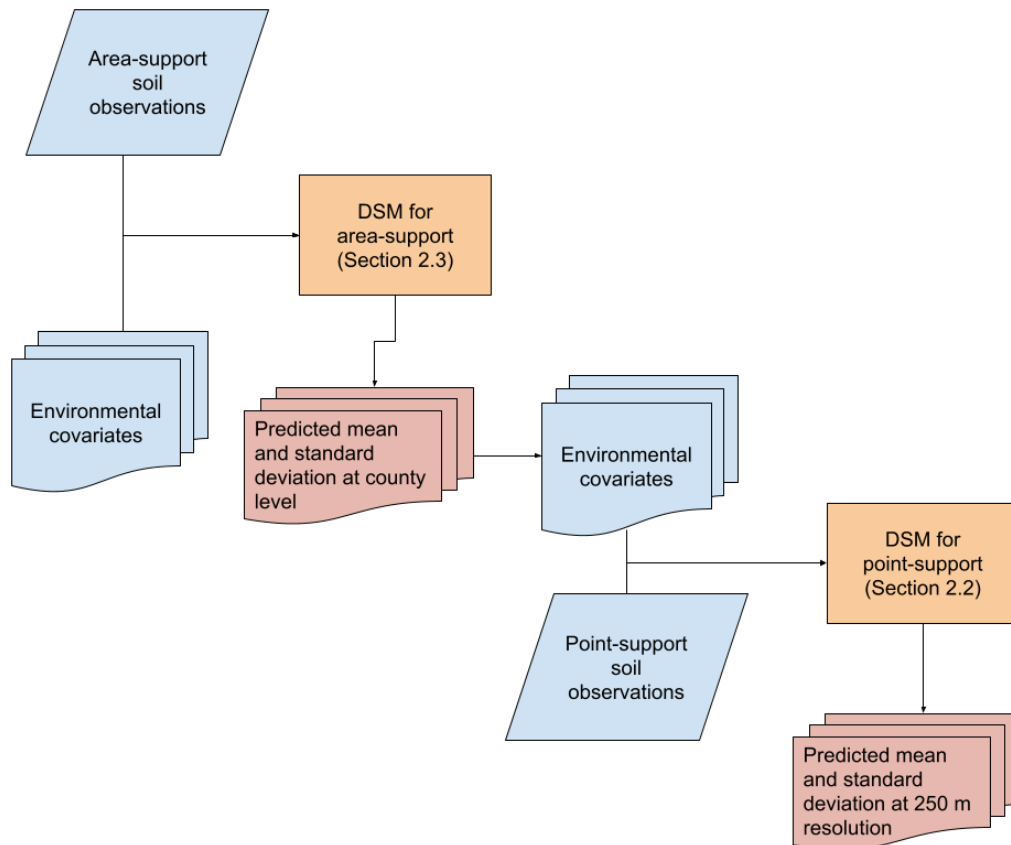 Area-support
soil
observations
DSM for
area-support
(Section 2.3)
Environmental
covariates
Predicted mean
and standard
deviation at county
level
Environmental
covariates
DSM for
point-support
(Section 2.2)
Point-support
soil
observations
Predicted mean
and standard
deviation at 250 m
resolution